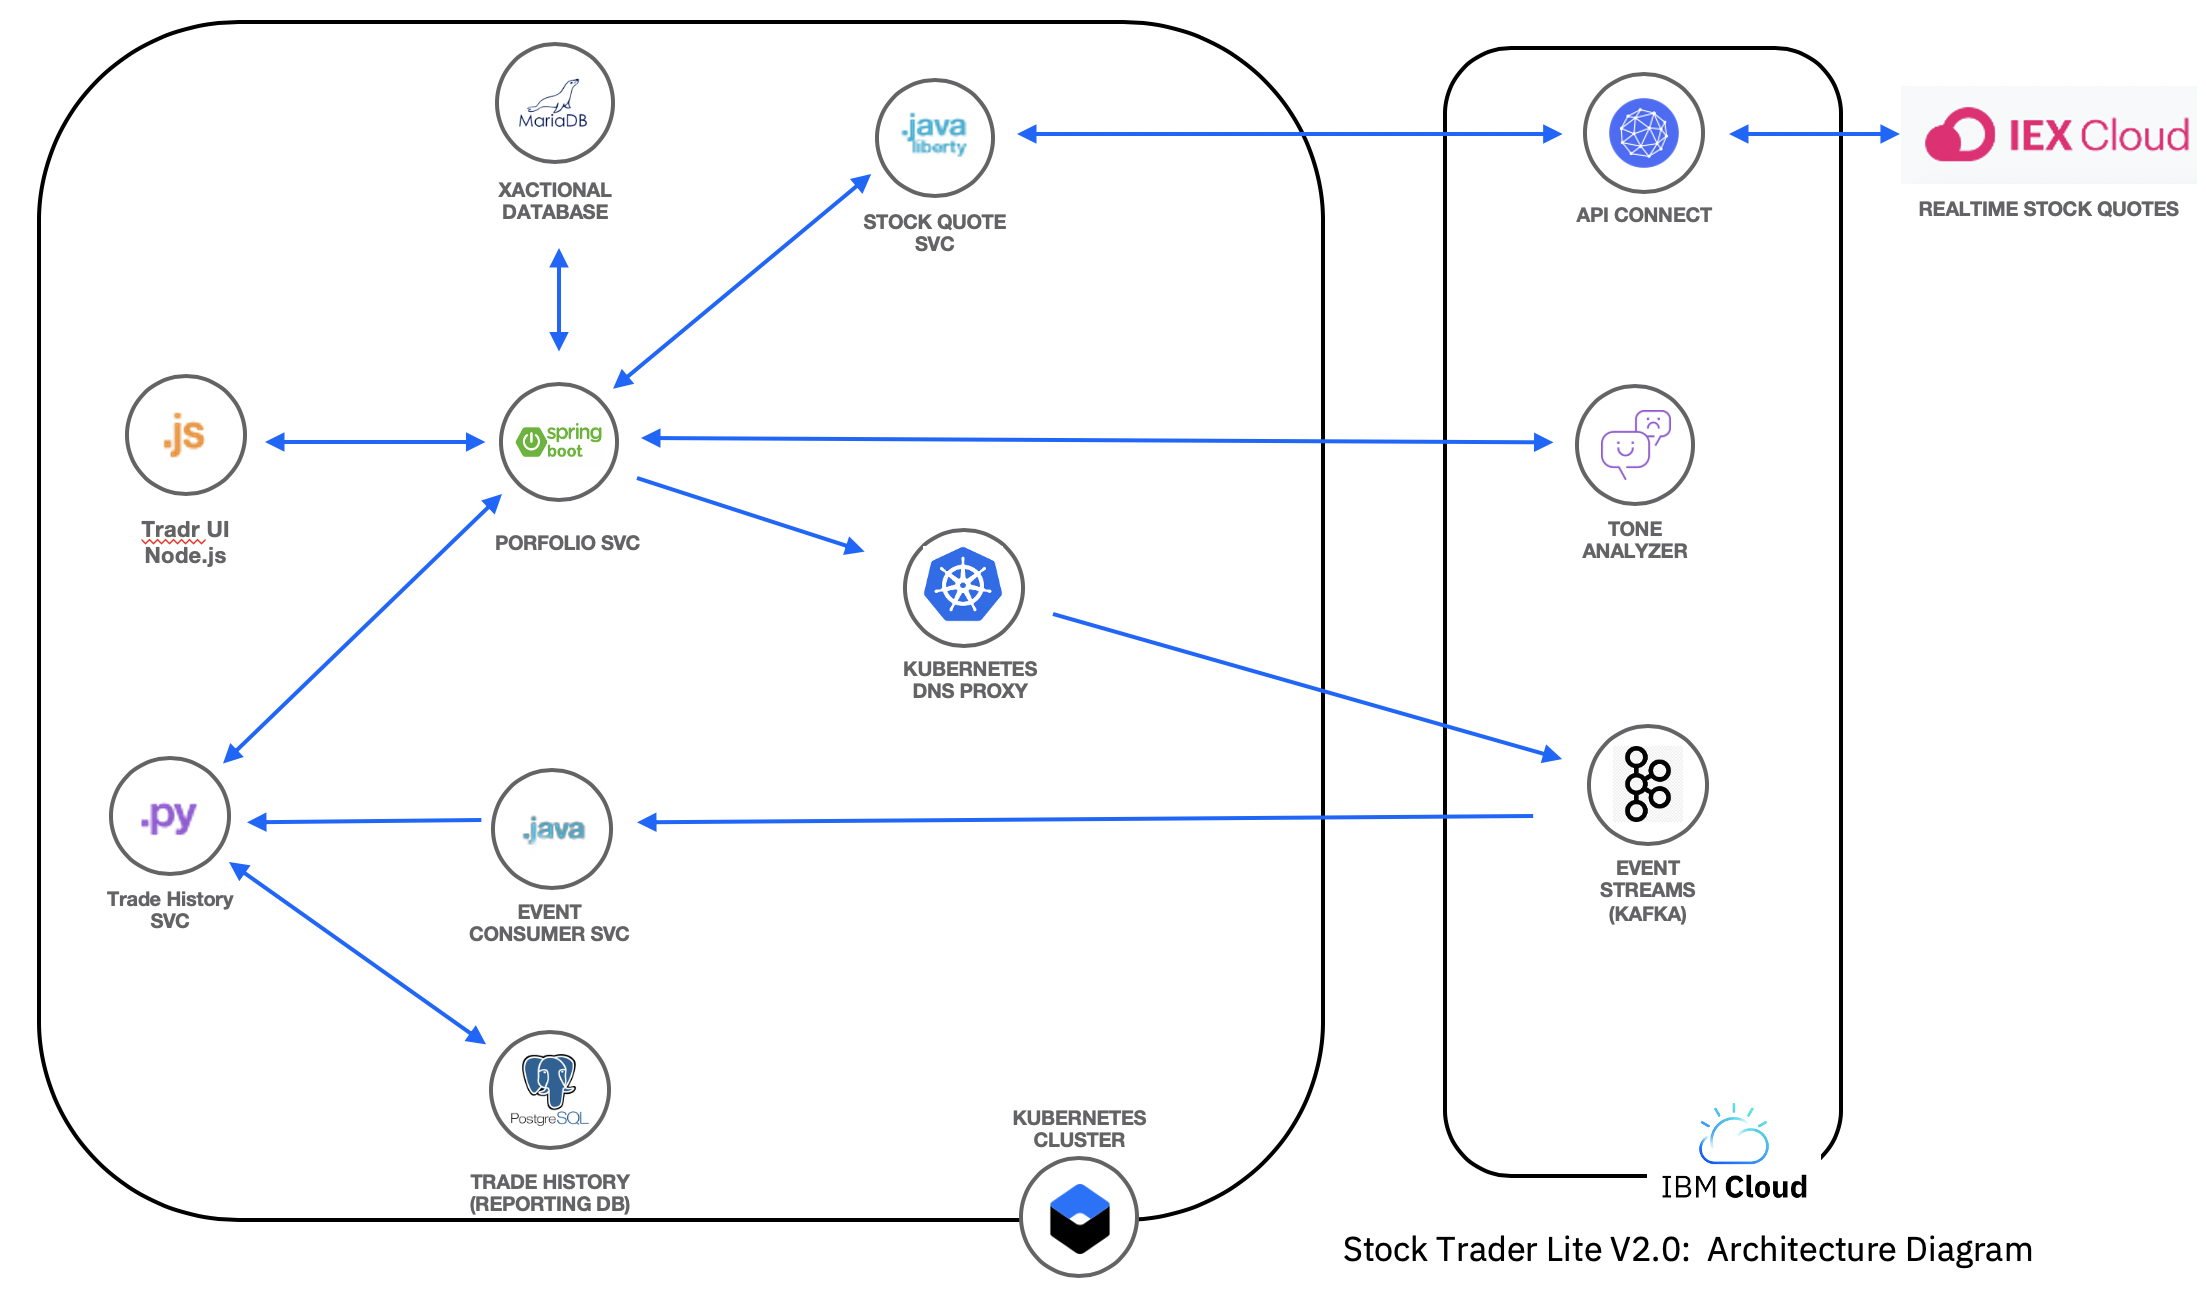 MariaDB
XACTIONAL
DATABASE
.java
liberty
STOCK QUOTE
SVC
API CONNECT
IEX Cloud
REALTIME STOCK QUOTES
.js
Tradr UI
Node.js
spring
boot
PORFOLIO SVC
TONE
ANALYZER
KUBERNETES
DNS PROXY
.py
Trade History
SVC
.java
EVENT
CONSUMER SVC
EVENT
STREAMS
(KAFKA)
PostgreSQL
TRADE HISTORY
(REPORTING DB)
KUBERNETES
CLUSTER
IBM Cloud
Stock Trader Lite V2.0: Architecture Diagram